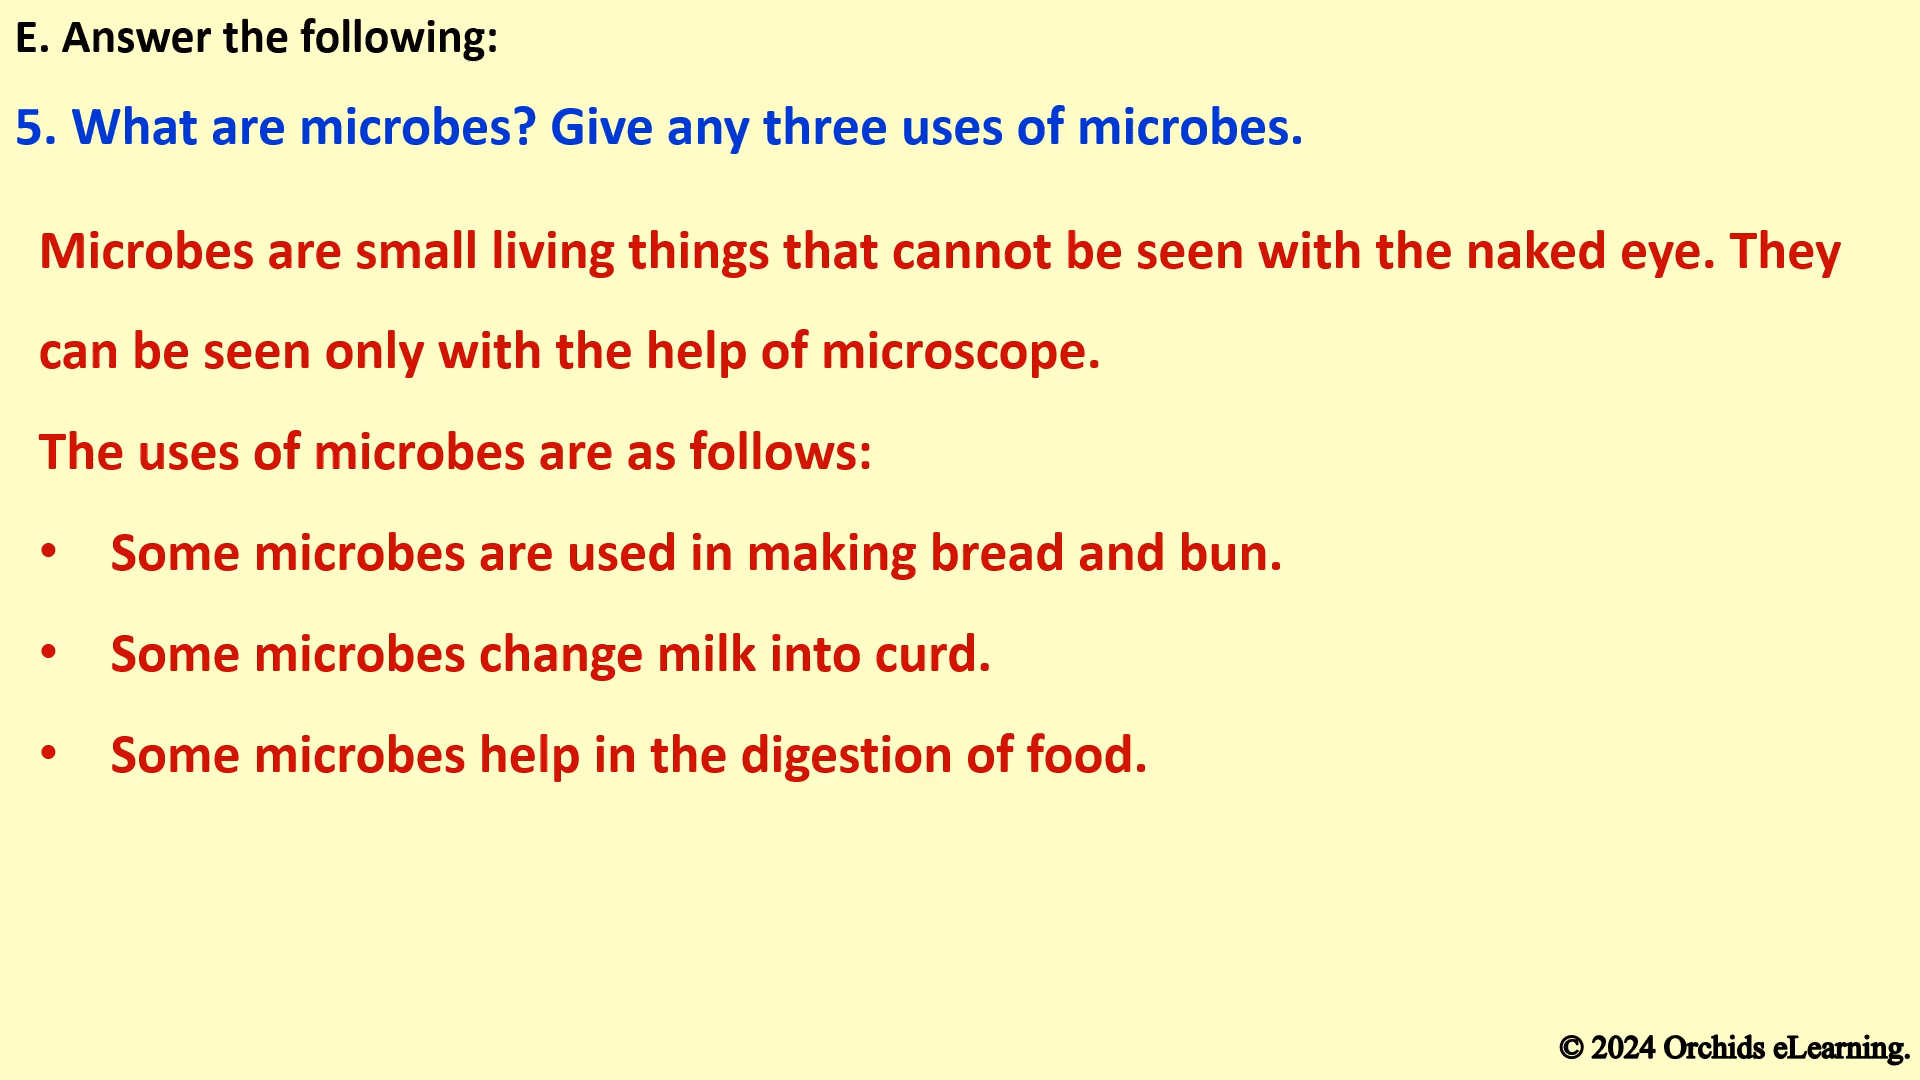 E. Answer the following:
5. What are microbes? Give any three uses of microbes.
Microbes are small living things that cannot be seen with the naked eye. They
can be seen only with the help of microscope.
The uses of microbes are as follows:
• Some microbes are used in making bread and bun.
• Some microbes change milk into curd.
• Some microbes help in the digestion of food.
© 2024 Orchids eLearning.